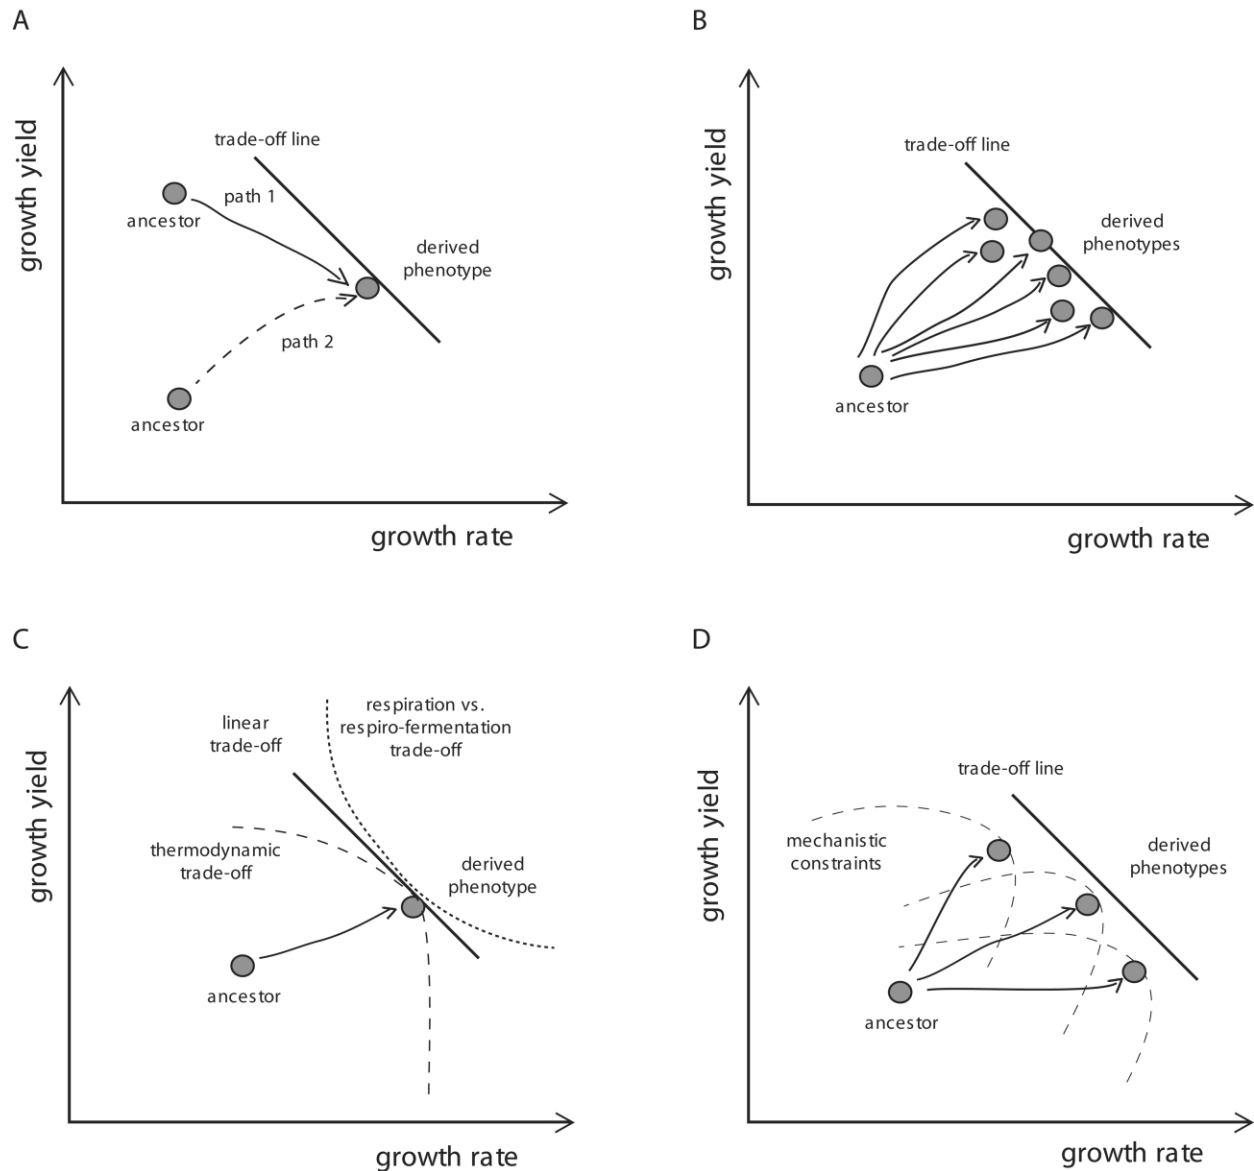 A
growth yield
trade-off line
path 1
ancestor
derived
phenotype
path 2
ancestor
growth rate
B
growth yield
trade-off line
derived
phenotypes
ancestor
growth rate
C
growth yield
respiration vs.
respiro-fermentation
trade-off
linear
trade-off
thermodynamic
trade-off
derived
phenotype
ancestor
growth rate
D
growth yield
trade-off line
mechanistic
constraints
derived
phenotypes
ancestor
growth rate